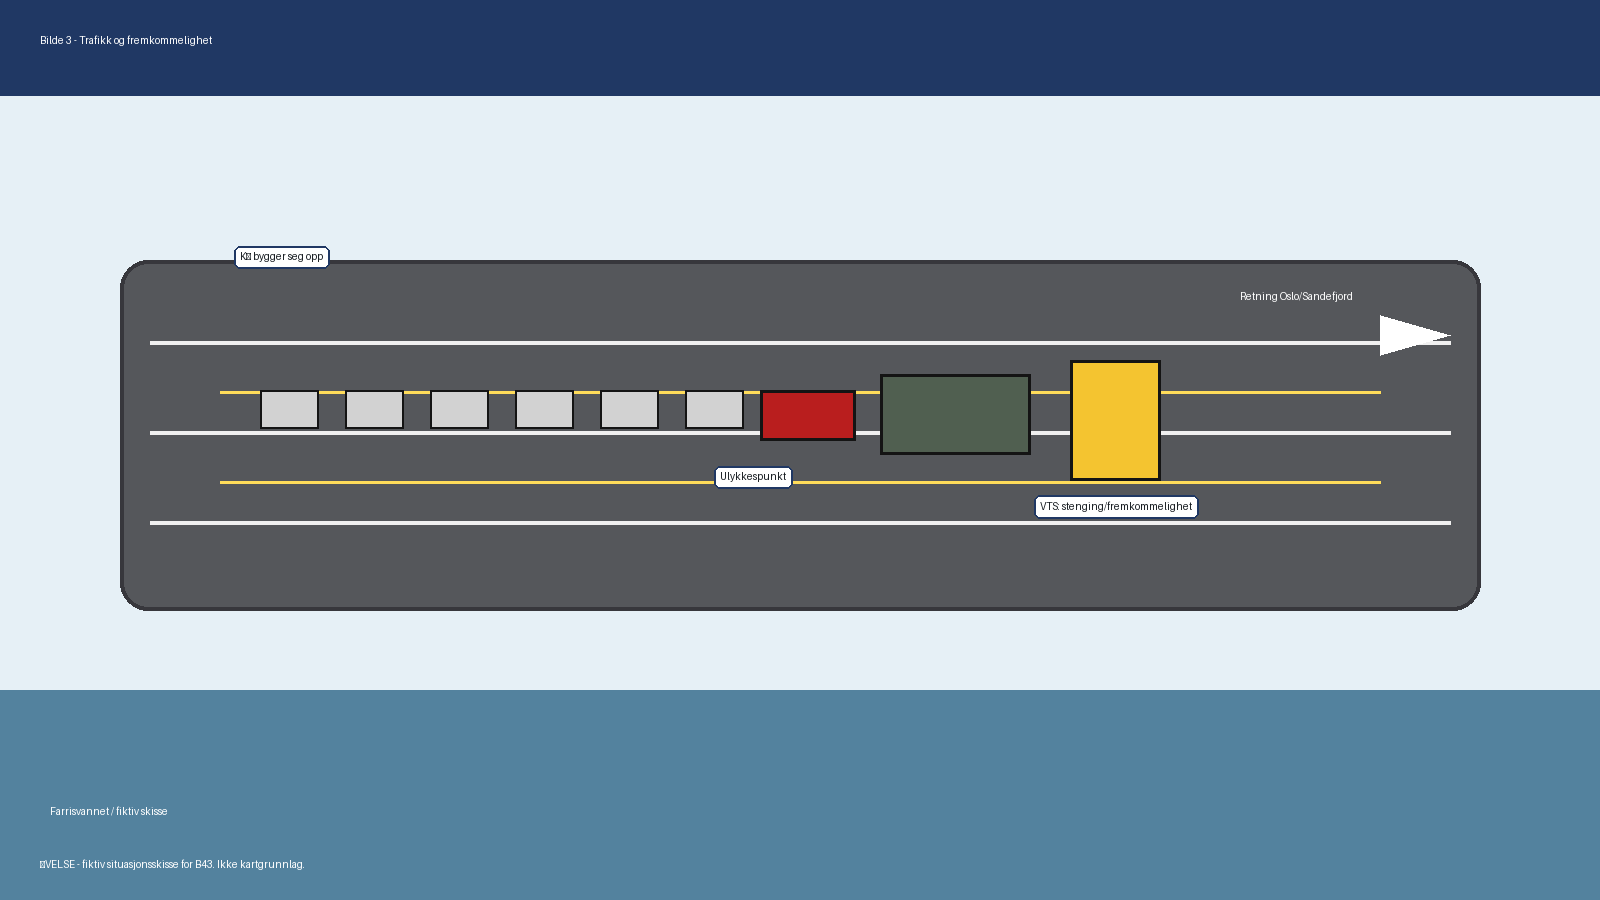 Bilde 3 - Trafikk og fremkommelighet
K▯ bygger seg opp
Retning Oslo/Sandefjord
Ulykkespunkt
VTS: stenging/fremkommelighet
Farrisvannet / fiktiv skisse
▯VELSE - fiktiv situasjonsskisse for B43. Ikke kartgrunnlag.